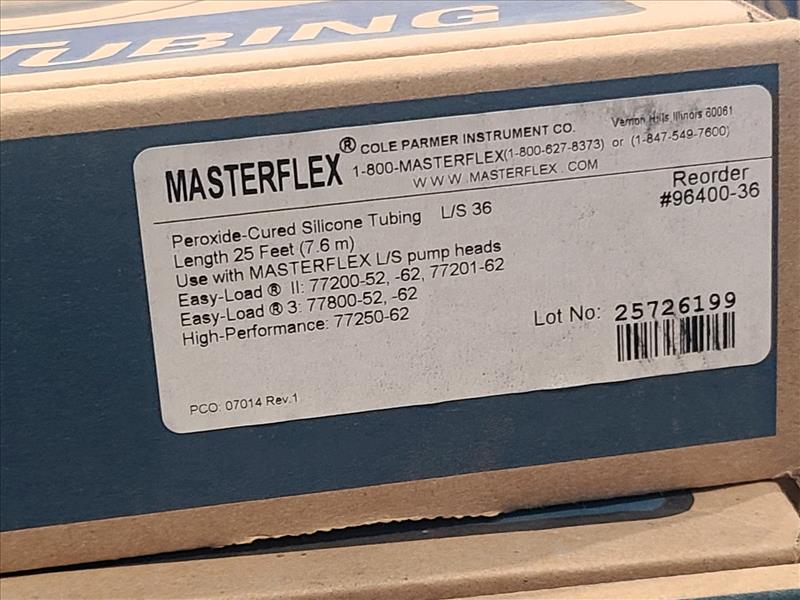 TUBING
MASTERFLEX ® COLE PARMER INSTRUMENT CO. Vernon Hills, Illinois 60061
1-800-MASTERFLEX(1-800-627-8373) or (1-847-549-7600)
WWW.MASTERFLEX.COM
Peroxide-Cured Silicone Tubing L/S 36
Reorder
#96400-36
Length 25 Feet (7.6 m)
Use with MASTERFLEX L/S pump heads
Easy-Load ® II: 77200-52, -62, 77201-62
Easy-Load ® 3: 77800-52, -62
High-Performance: 77250-62
Lot No: 25726199
PCO: 07014 Rev.1